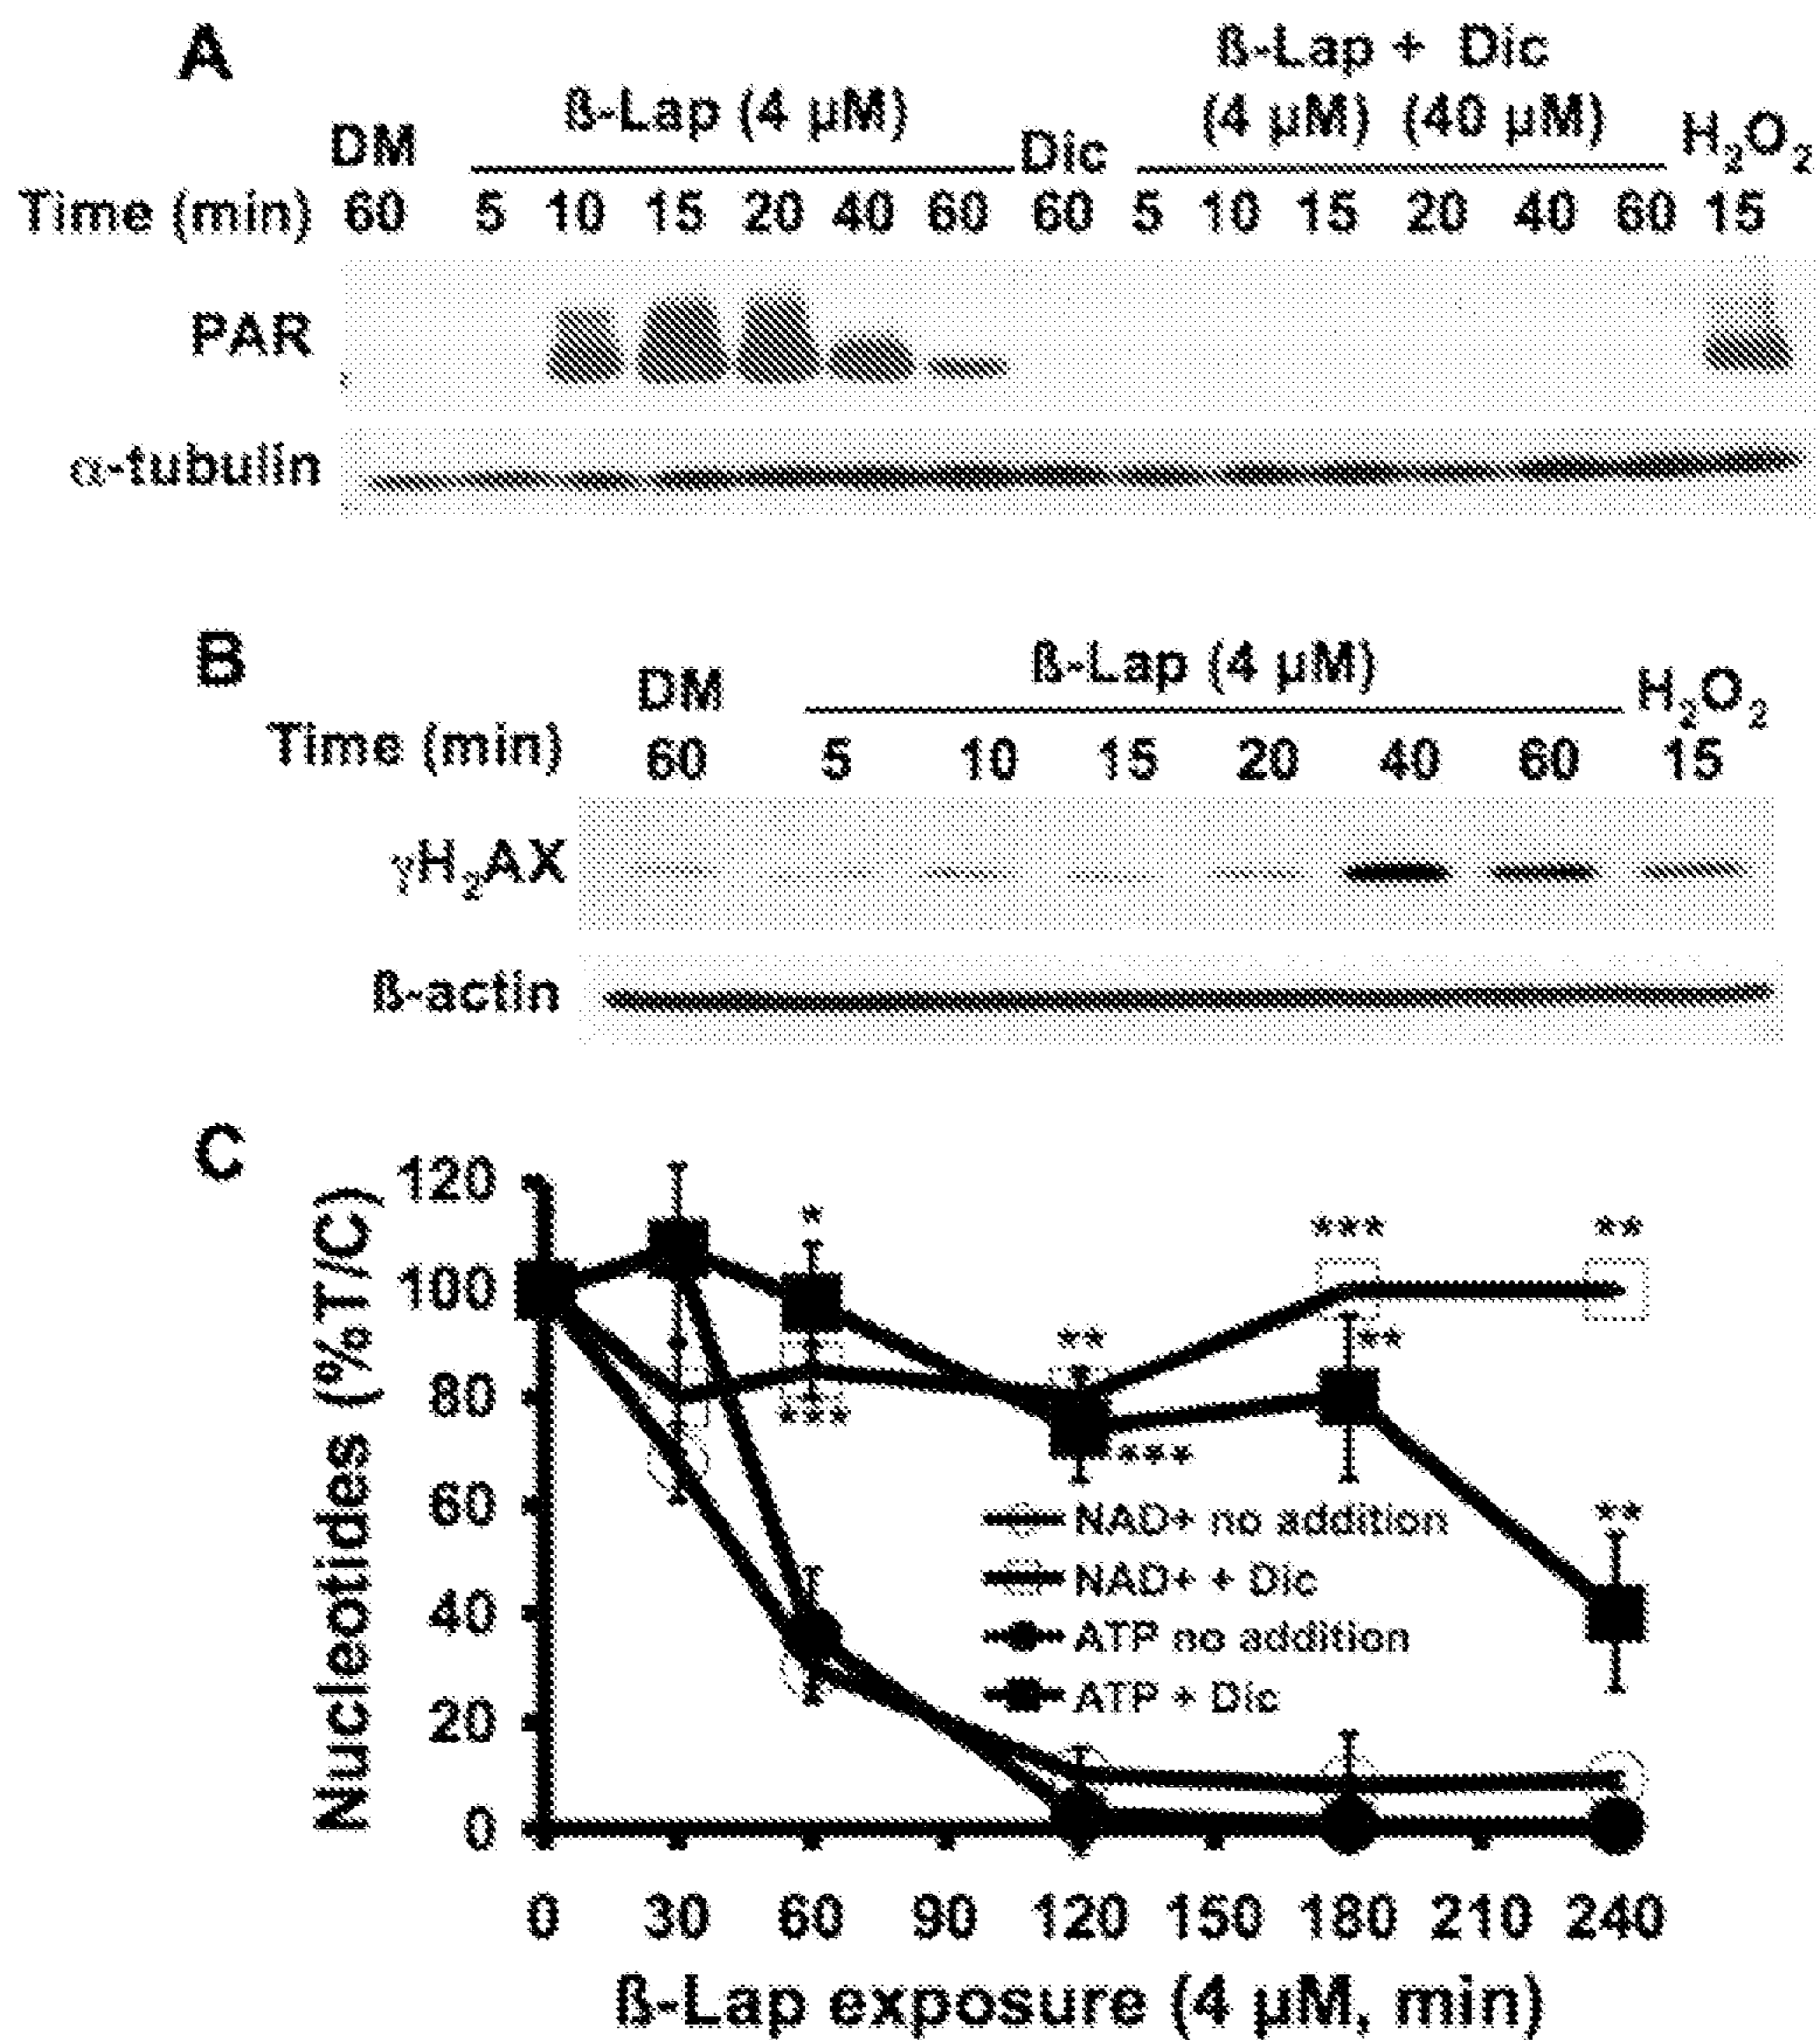 A
ß-Lap + Dic
ß-Lap (4 µM)
(4 µM) (40 µM)
DM
Dic
H2O2
Time (min) 60 5 10 15 20 40 60 60 5 10 15 20 40 60 15
PAR
α-tubulin
B
ß-Lap (4 µM)
DM
H2O2
Time (min) 60 5 10 15 20 40 60 15
γH2AX
ß-actin
C
Nucleotides (%T/C)
120
100
80
60
40
20
0
*
***
**
***
***
**
**
**
NAD+ no addition
NAD+ + Dic
ATP no addition
ATP + Dic
0 30 60 90 120 150 180 210 240
ß-Lap exposure (4 µM, min)